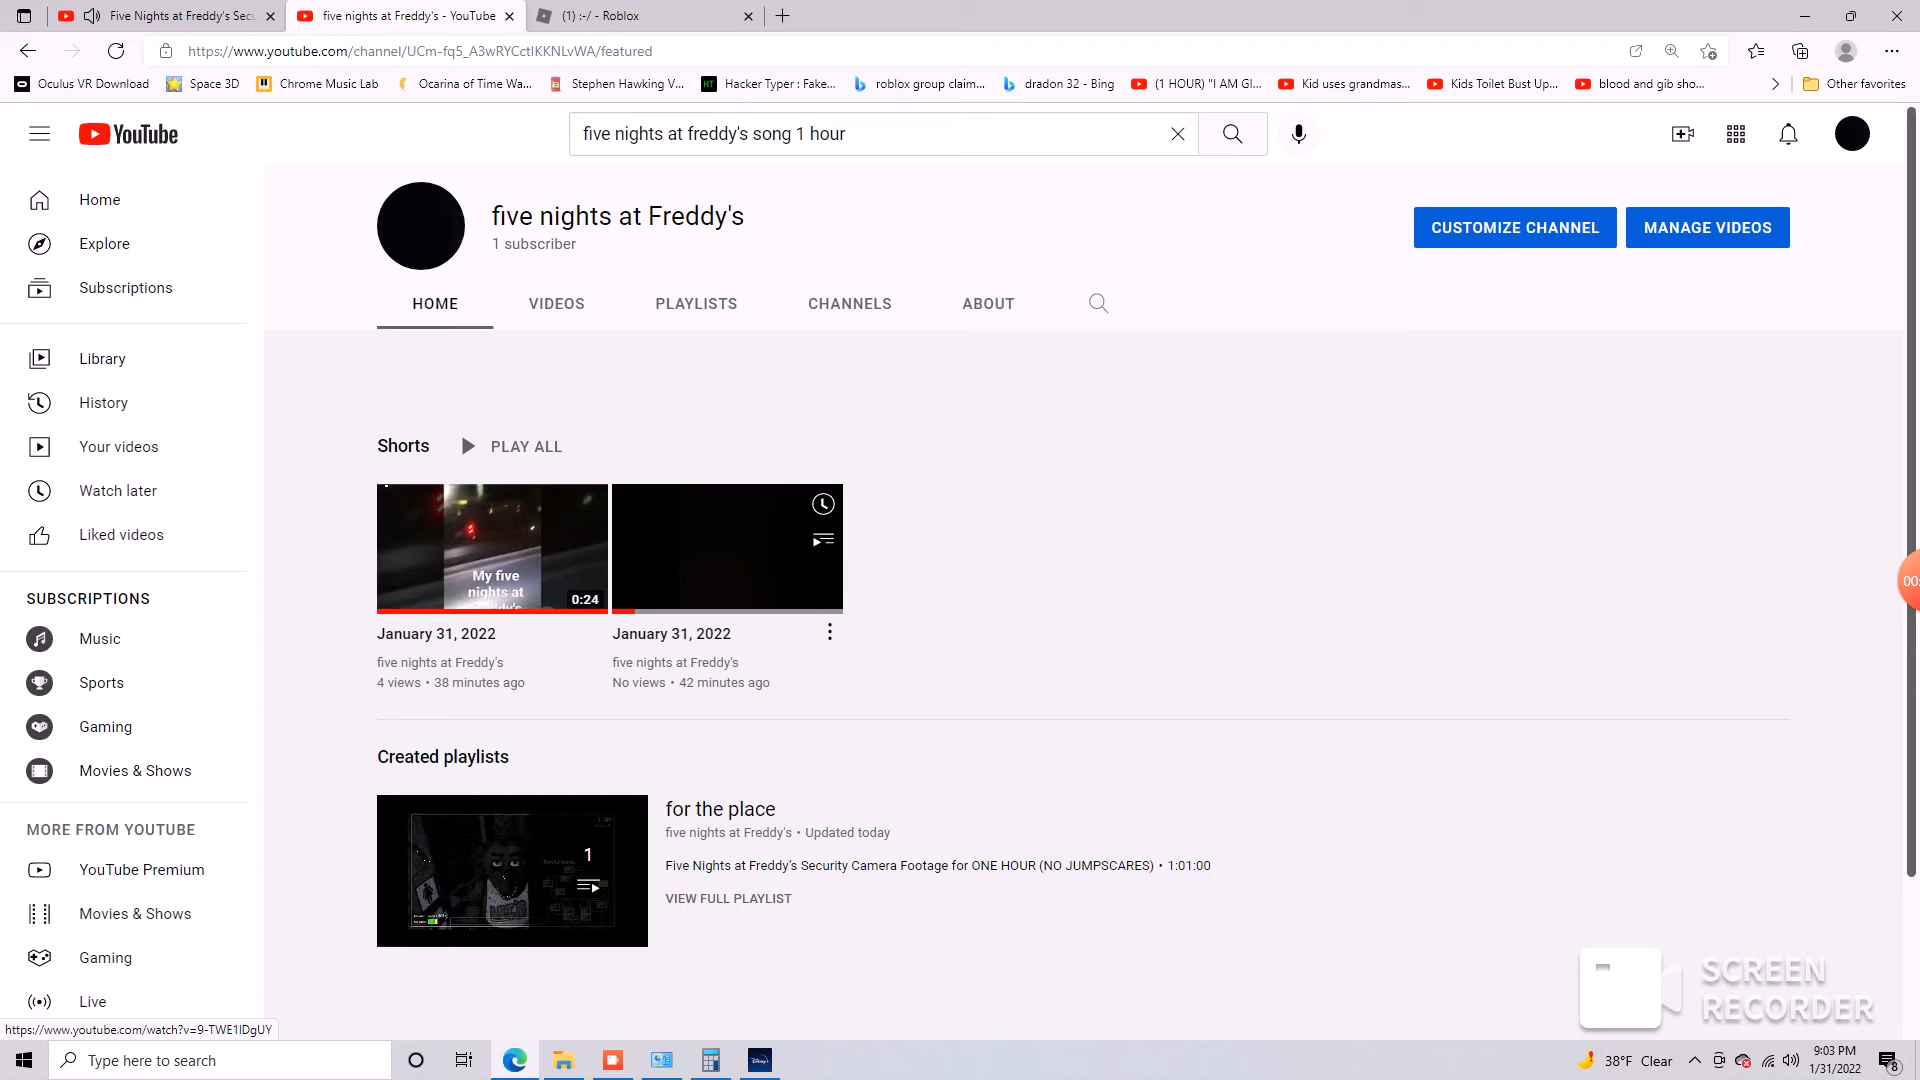 Five Nights at Freddy's Secu
five nights at Freddy's - YouTube
(1) :-/ - Roblox
https://www.youtube.com/channel/UCm-fq5_A3wRYCctIKKNLvWA/featured
Oculus VR Download
Space 3D
Chrome Music Lab
Ocarina of Time Wa...
Stephen Hawking V...
HT
Hacker Typer : Fake...
roblox group claim...
dradon 32 - Bing
(1 HOUR) "I AM GI...
Kid uses grandmas...
Kids Toilet Bust Up...
blood and gib sho...
Other favorites
YouTube
five nights at freddy's song 1 hour
Home
Explore
Subscriptions
Library
History
Your videos
Watch later
Liked videos
SUBSCRIPTIONS
Music
Sports
Gaming
Movies & Shows
MORE FROM YOUTUBE
YouTube Premium
Movies & Shows
Gaming
Live
five nights at Freddy's
1 subscriber
CUSTOMIZE CHANNEL
MANAGE VIDEOS
HOME
VIDEOS
PLAYLISTS
CHANNELS
ABOUT
Shorts
PLAY ALL
My five
nights at
0:24
January 31, 2022
five nights at Freddy's
4 views • 38 minutes ago
January 31, 2022
five nights at Freddy's
No views • 42 minutes ago
Created playlists
1
for the place
five nights at Freddy's • Updated today
Five Nights at Freddy's Security Camera Footage for ONE HOUR (NO JUMPSCARES) • 1:01:00
VIEW FULL PLAYLIST
00:
SCREEN
RECORDER
https://www.youtube.com/watch?v=9-TWE1IDgUY
Type here to search
38°F Clear
9:03 PM
1/31/2022
8